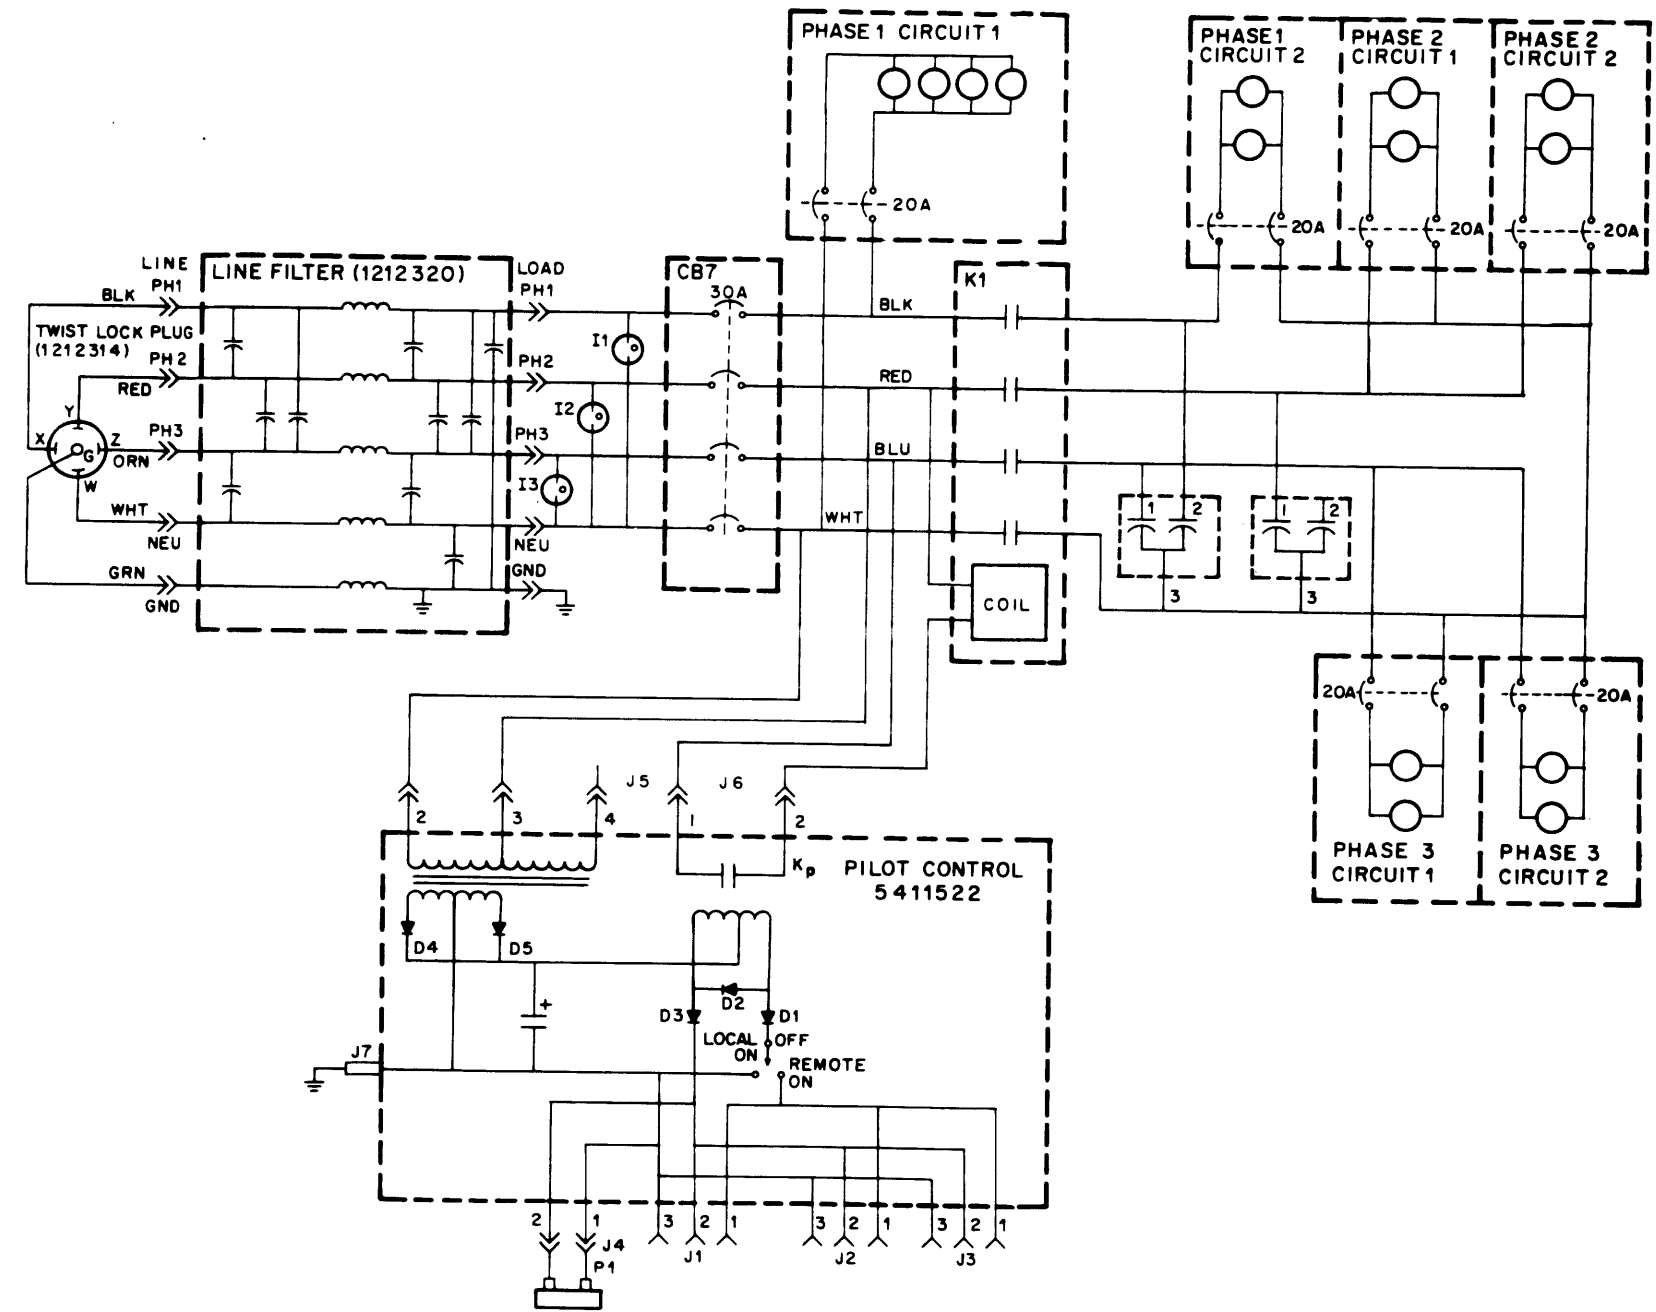 PHASE 1 CIRCUIT 1
20A
PHASE 1
CIRCUIT 2
20A
PHASE 2
CIRCUIT 1
20A
PHASE 2
CIRCUIT 2
20A
LINE
PH1
BLK
TWIST LOCK PLUG
(1212314)
PH2
RED
Y
X
Z
G
W
PH3
ORN
WHT
NEU
GRN
GND
LINE FILTER (1212320)
LOAD
PH1
PH2
PH3
NEU
GND
I1
I2
I3
CB7
30A
BLK
RED
BLU
WHT
K1
COIL
1
2
3
1
2
3
20A
PHASE 3
CIRCUIT 1
20A
PHASE 3
CIRCUIT 2
J5
J6
2
3
4
1
2
Kp
PILOT CONTROL
5411522
D4
D5
+
D2
D3
D1
LOCAL
ON
OFF
REMOTE
ON
J7
2
1
J4
P1
3
2
1
J1
3
2
1
J2
3
2
1
J3